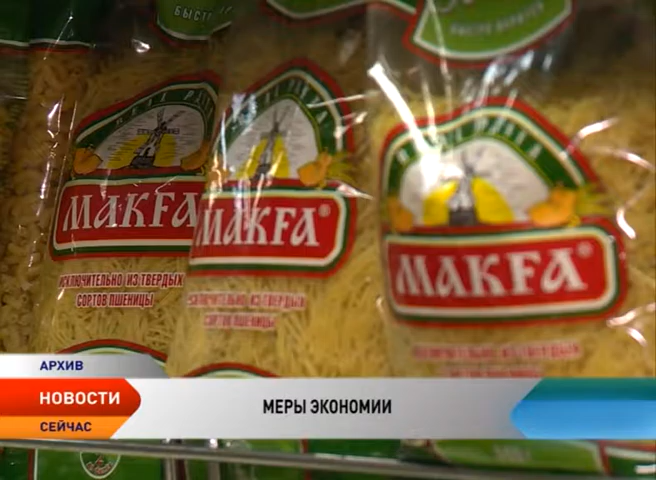 MAKFA
ИСКЛЮЧИТЕЛЬНО ИЗ ТВЕРДЫХ
СОРТОВ ПШЕНИЦЫ
MAKFA®
ИСКЛЮЧИТЕЛЬНО ИЗ ТВЕРДЫХ
СОРТОВ ПШЕНИЦЫ
MAKFA®
АРХИВ
НОВОСТИ
СЕЙЧАС
МЕРЫ ЭКОНОМИИ